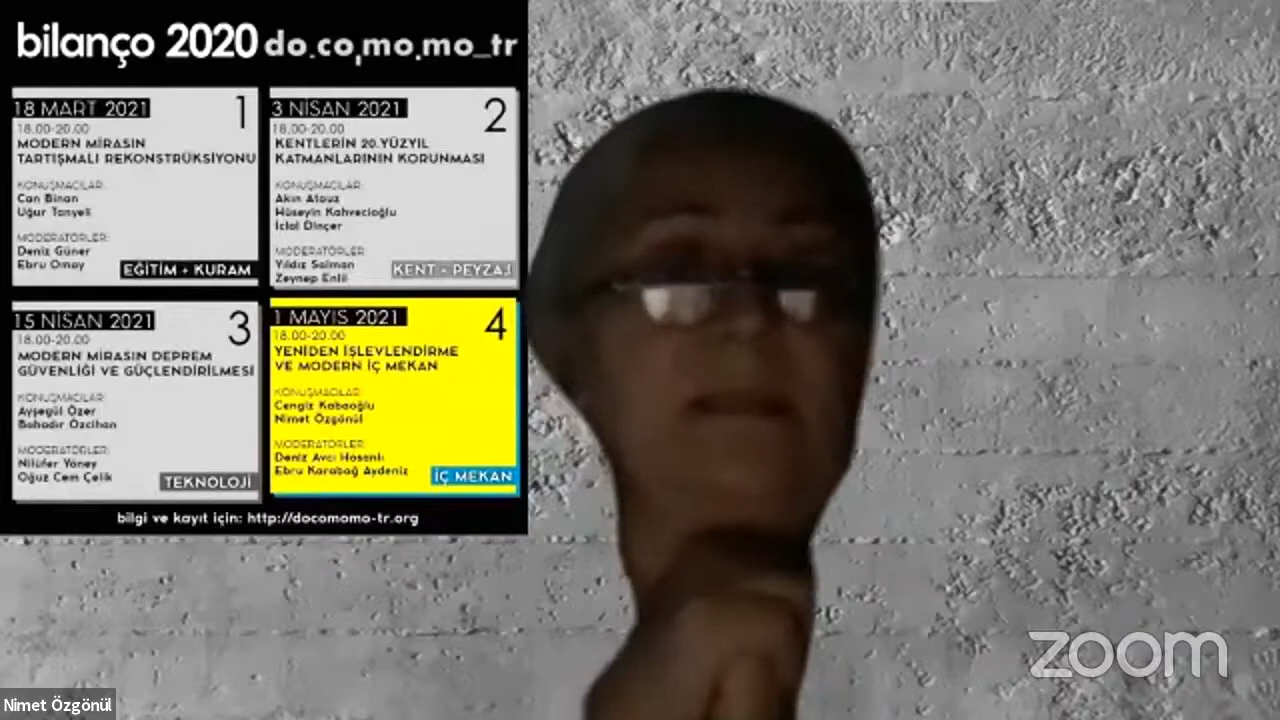 bilanço 2020 do.co,mo.mo_tr
18 MART 2021 1
18.00-20.00
MODERN MİRASIN
TARTIŞMALI REKONSTRÜKSİYONU
KONUŞMACILAR:
Can Binan
Uğur Tanyeli
MODERATÖRLER:
Deniz Güner
Ebru Omay
EĞİTİM + KURAM
3 NİSAN 2021 2
18.00-20.00
KENTLERİN 20.YÜZYIL
KATMANLARININ KORUNMASI
KONUŞMACILAR:
Akın Atauz
Hüseyin Kahvecioğlu
İclal Dinçer
MODERATÖRLER:
Yıldız Salman
Zeynep Enlil
KENT - PEYZAJ
15 NİSAN 2021 3
18.00-20.00
MODERN MİRASIN DEPREM
GÜVENLİĞİ VE GÜÇLENDİRİLMESİ
KONUŞMACILAR:
Ayşegül Özer
Bahadır Özcihan
MODERATÖRLER:
Nilüfer Yöney
Oğuz Cem Çelik
TEKNOLOJİ
1 MAYIS 2021 4
18.00-20.00
YENİDEN İŞLEVLENDİRME
VE MODERN İÇ MEKAN
KONUŞMACILAR:
Cengiz Kabaoğlu
Nimet Özgönül
MODERATÖRLER:
Deniz Avcı Hosanlı
Ebru Karabağ Aydeniz
İÇ MEKAN
bilgi ve kayıt için: http://docomomo-tr.org
zoom
Nimet Özgönül